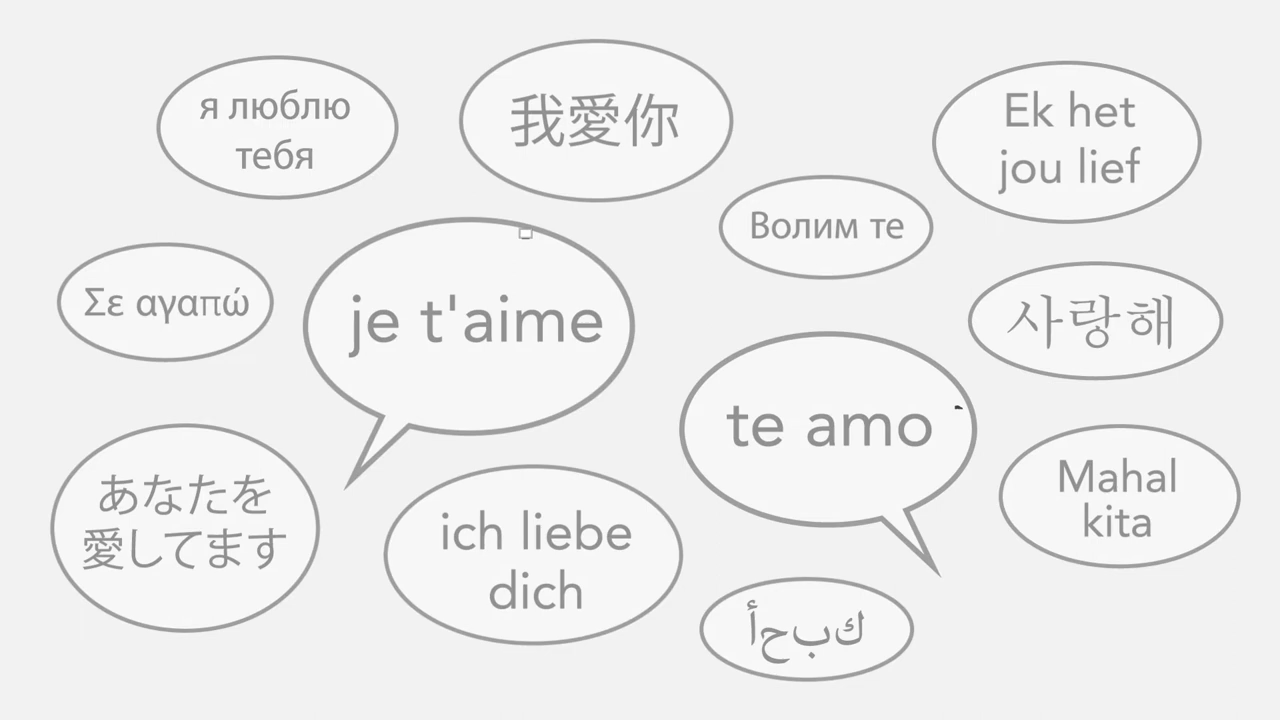 я люблю
тебя
我愛你
Ek het
jou lief
Волим те
Σε αγαπώ
je t'aime
사랑해
te amo
あなたを
愛してます
ich liebe
dich
Mahal
kita
كبحأ